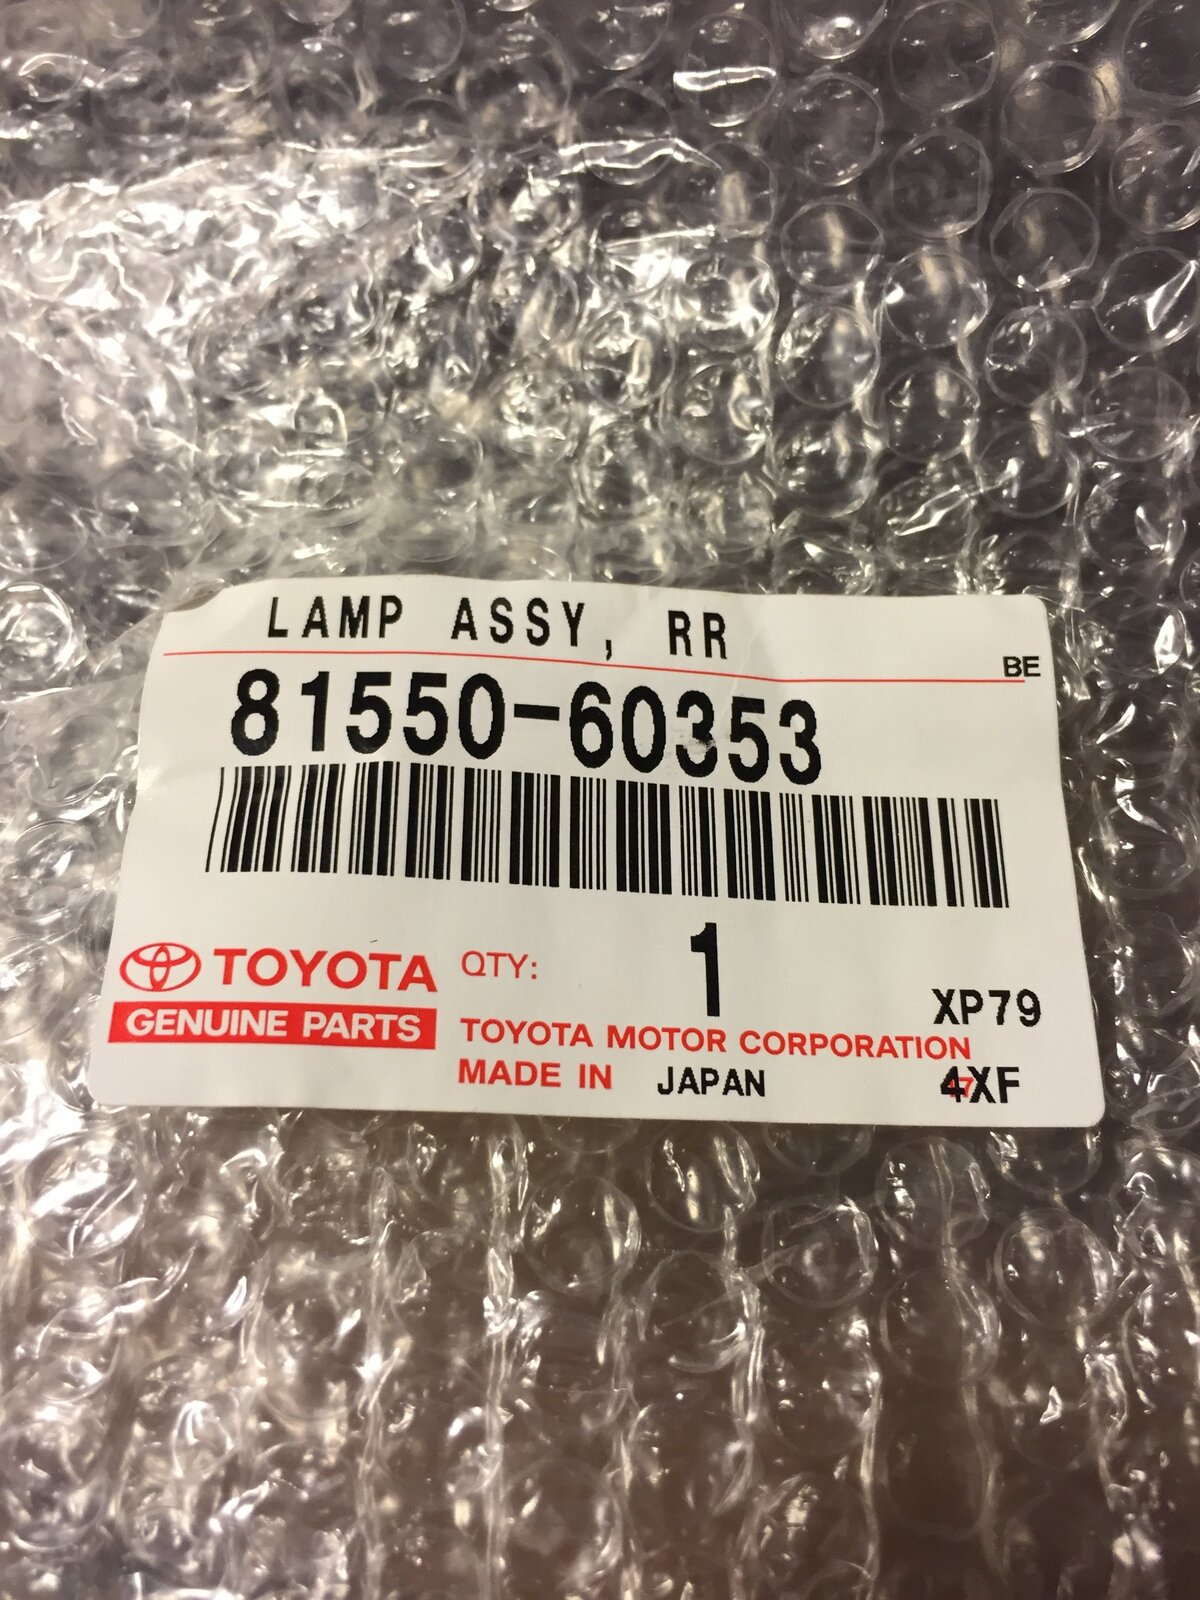 LAMP ASSY, RR
BE
81550-60353
TOYOTA
GENUINE PARTS
QTY: 1
XP79
TOYOTA MOTOR CORPORATION
MADE IN JAPAN
4XF